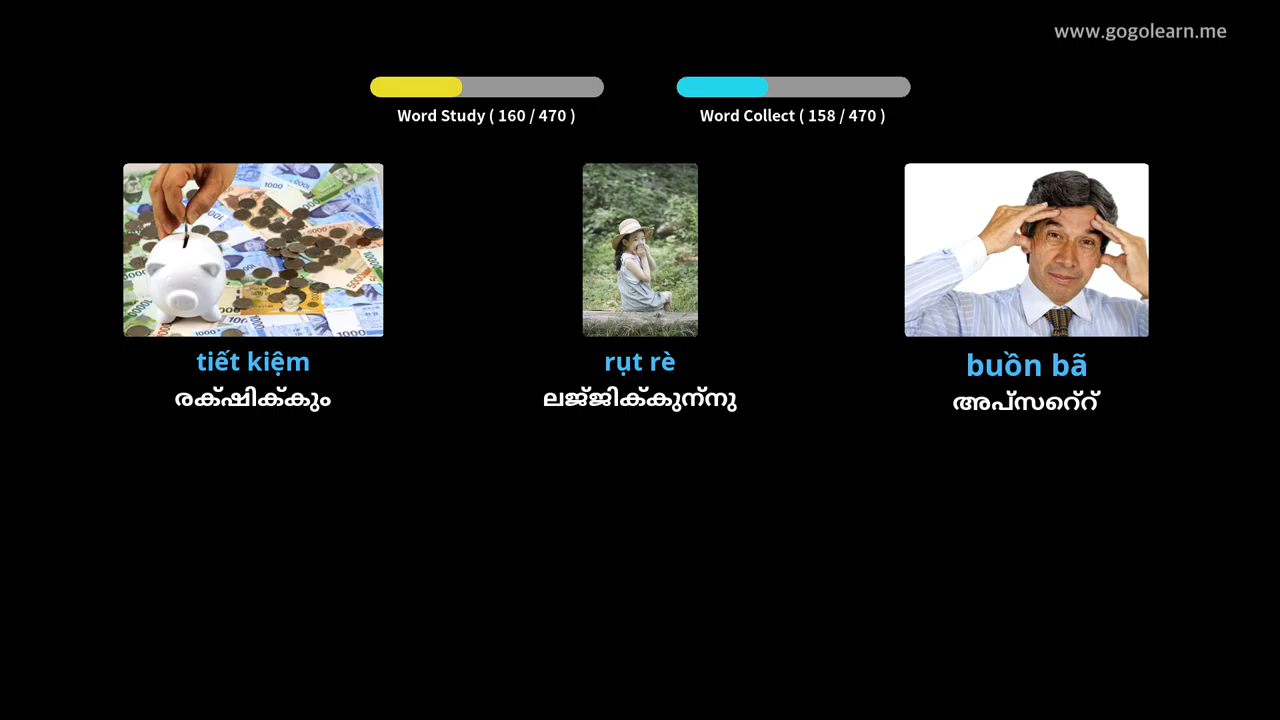 www.gogolearn.me
Word Study ( 160 / 470 )
Word Collect ( 158 / 470 )
tiết kiệm
രക്ഷിക്കും
rụt rè
ലജ്ജിക്കുന്നു
buồn bã
അപ്സറ്റെ്